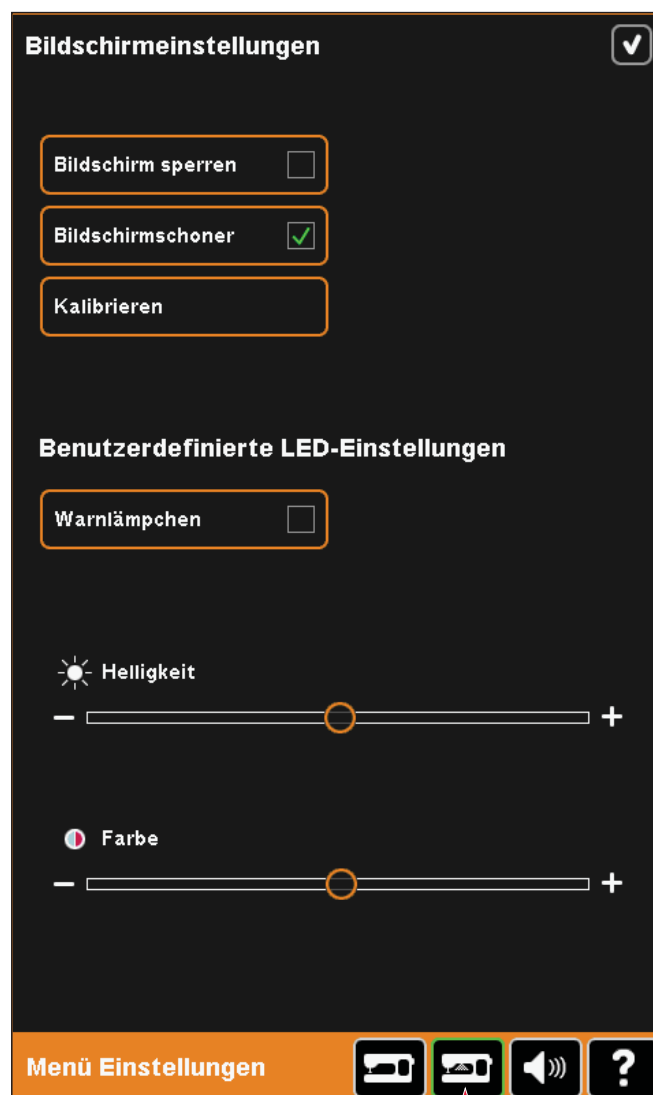 Bildschirmeinstellungen
Bildschirm sperren
Bildschirmschoner
Kalibrieren
Benutzerdefinierte LED-Einstellungen
Warnlämpchen
Helligkeit
− +
Farbe
− +
Menü Einstellungen ?